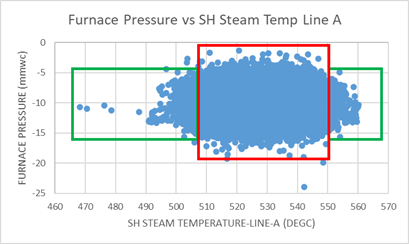 Furnace Pressure vs SH Steam Temp Line A
FURNACE PRESSURE (mmwc)
0
-5
-10
-15
-20
-25
460 470 480 490 500 510 520 530 540 550 560 570
SH STEAM TEMPERATURE-LINE-A (DEGC)